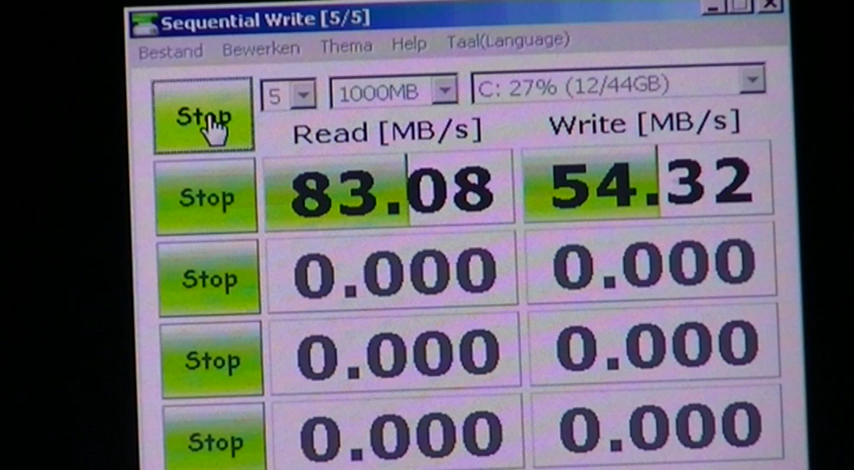 Sequential Write [5/5]
Bestand Bewerken Thema Help Taal(Language)
Stop 5 1000MB C: 27% (12/44GB)
Read [MB/s] Write [MB/s]
Stop 83.08 54.32
Stop 0.000 0.000
Stop 0.000 0.000
Stop 0.000 0.000